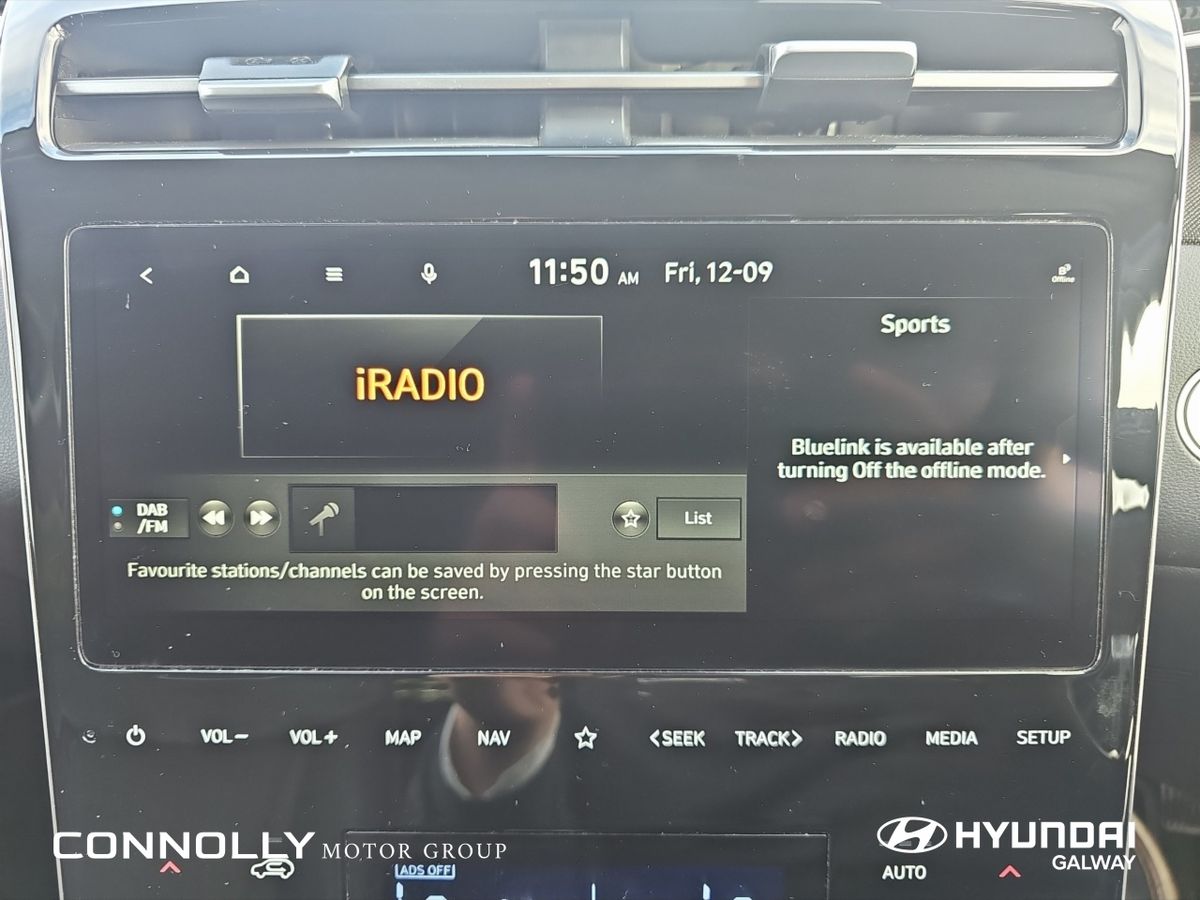 11:50 AM Fri, 12-09
Offline
iRADIO
Sports
Bluelink is available after
turning Off the offline mode.
DAB
/FM
List
Favourite stations/channels can be saved by pressing the star button
on the screen.
VOL− VOL+ MAP NAV <SEEK TRACK> RADIO MEDIA SETUP
CONNOLLY MOTOR GROUP
HYUNDAI
GALWAY
ADS OFF
AUTO